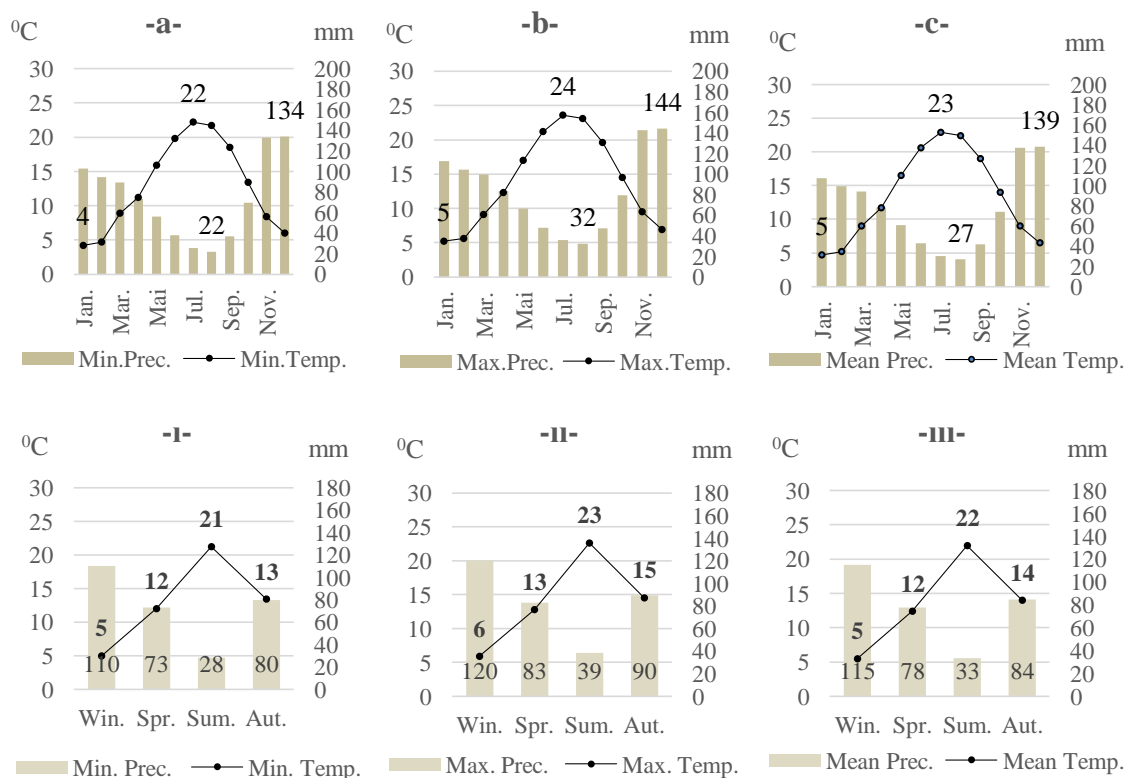 -a-
⁰C
mm
30
25
20
15
10
5
0
200
180
160
140
120
100
80
60
40
20
0
22
134
4
22
Jan.
Mar.
Mai
Jul.
Sep.
Nov.
Min.Prec.
Min.Temp.
-b-
⁰C
mm
30
25
20
15
10
5
0
200
180
160
140
120
100
80
60
40
20
0
24
144
5
32
Jan.
Mar.
Mai
Jul.
Sep.
Nov.
Max.Prec.
Max.Temp.
-c-
⁰C
mm
30
25
20
15
10
5
0
200
180
160
140
120
100
80
60
40
20
0
23
139
5
27
Jan.
Mar.
Mai
Jul.
Sep.
Nov.
Mean Prec.
Mean Temp.
-I-
⁰C
mm
30
25
20
15
10
5
0
180
160
140
120
100
80
60
40
20
0
21
12
13
5
110 73 28 80
Win. Spr. Sum. Aut.
Min. Prec.
Min. Temp.
-II-
⁰C
mm
30
25
20
15
10
5
0
180
160
140
120
100
80
60
40
20
0
23
13
15
6
120 83 39 90
Win. Spr. Sum. Aut.
Max. Prec.
Max. Temp.
-III-
⁰C
mm
30
25
20
15
10
5
0
180
160
140
120
100
80
60
40
20
0
22
12
14
5
115 78 33 84
Win. Spr. Sum. Aut.
Mean Prec.
Mean Temp.